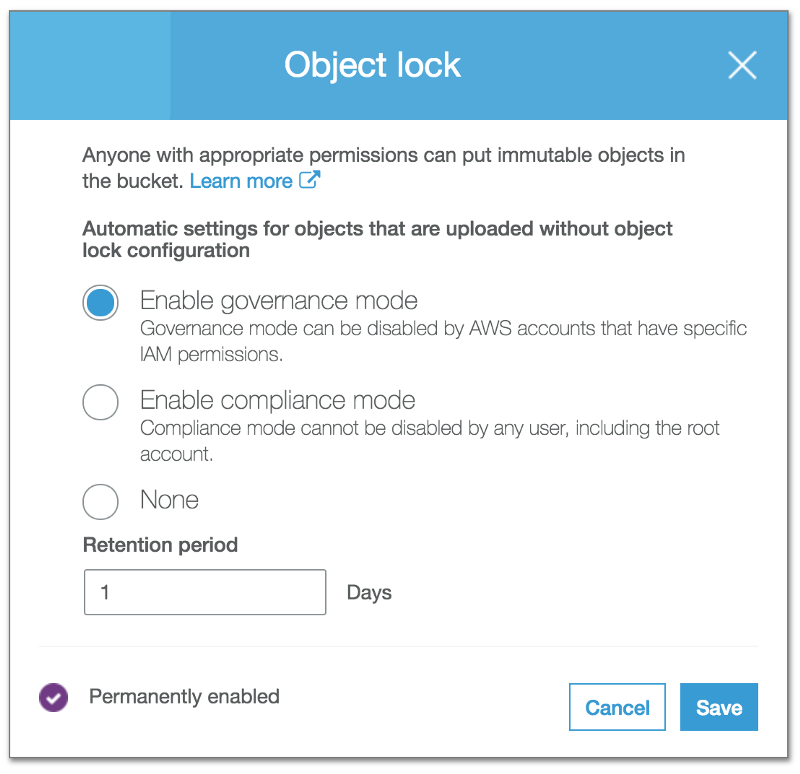 Object lock
Anyone with appropriate permissions can put immutable objects in
the bucket. Learn more
Automatic settings for objects that are uploaded without object
lock configuration
Enable governance mode
Governance mode can be disabled by AWS accounts that have specific
IAM permissions.
Enable compliance mode
Compliance mode cannot be disabled by any user, including the root
account.
None
Retention period
1 Days
Permanently enabled
Cancel Save